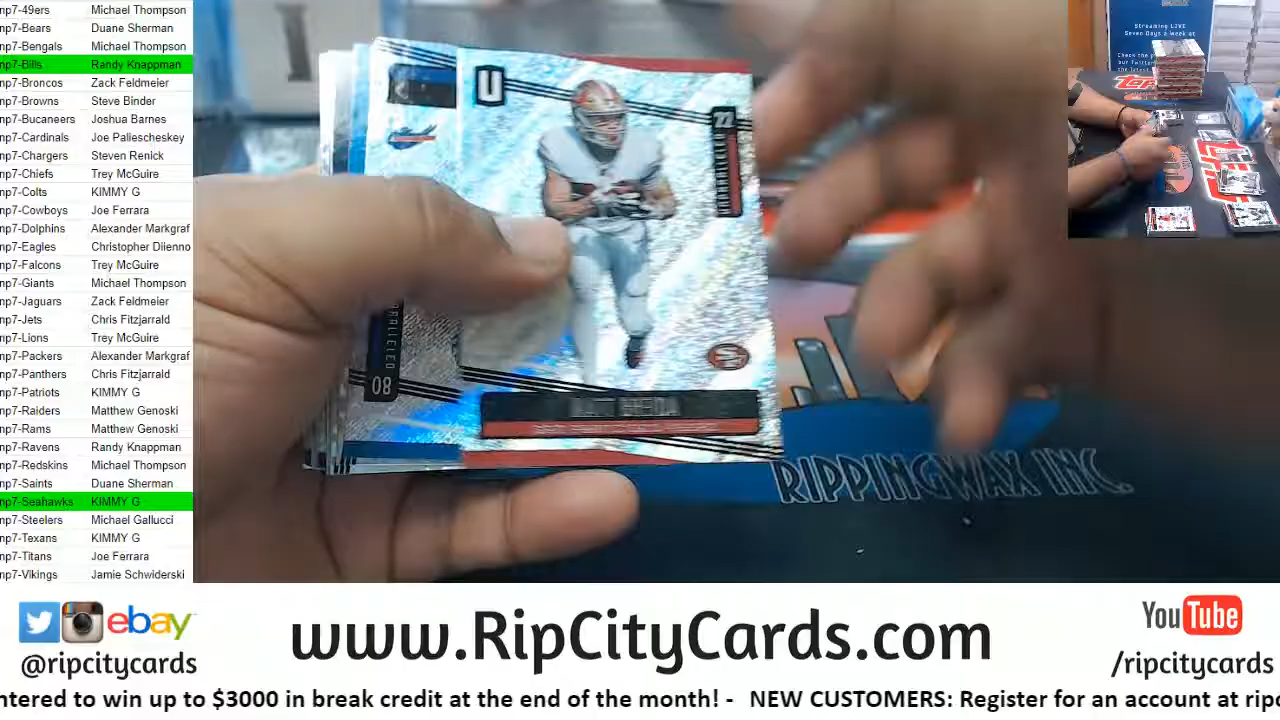 np7-49ers Michael Thompson
np7-Bears Duane Sherman
np7-Bengals Michael Thompson
np7-Bills Randy Knappman
np7-Broncos Zack Feldmeier
np7-Browns Steve Binder
np7-Bucaneers Joshua Barnes
np7-Cardinals Joe Paliescheskey
np7-Chargers Steven Renick
np7-Chiefs Trey McGuire
np7-Colts KIMMY G
np7-Cowboys Joe Ferrara
np7-Dolphins Alexander Markgraf
np7-Eagles Christopher Diienno
np7-Falcons Trey McGuire
np7-Giants Michael Thompson
np7-Jaguars Zack Feldmeier
np7-Jets Chris Fitzjarrald
np7-Lions Trey McGuire
np7-Packers Alexander Markgraf
np7-Panthers Chris Fitzjarrald
np7-Patriots KIMMY G
np7-Raiders Matthew Genoski
np7-Rams Matthew Genoski
np7-Ravens Randy Knappman
np7-Redskins Michael Thompson
np7-Saints Duane Sherman
np7-Seahawks KIMMY G
np7-Steelers Michael Gallucci
np7-Texans KIMMY G
np7-Titans Joe Ferrara
np7-Vikings Jamie Schwiderski
U
22
UNPARALLELED
80
Streaming LIVE
Seven Days a Week at
RIPPINGWAX INC.
ebay
@ripcitycards
www.RipCityCards.com
YouTube
/ripcitycards
ntered to win up to $3000 in break credit at the end of the month! - NEW CUSTOMERS: Register for an account at ripc